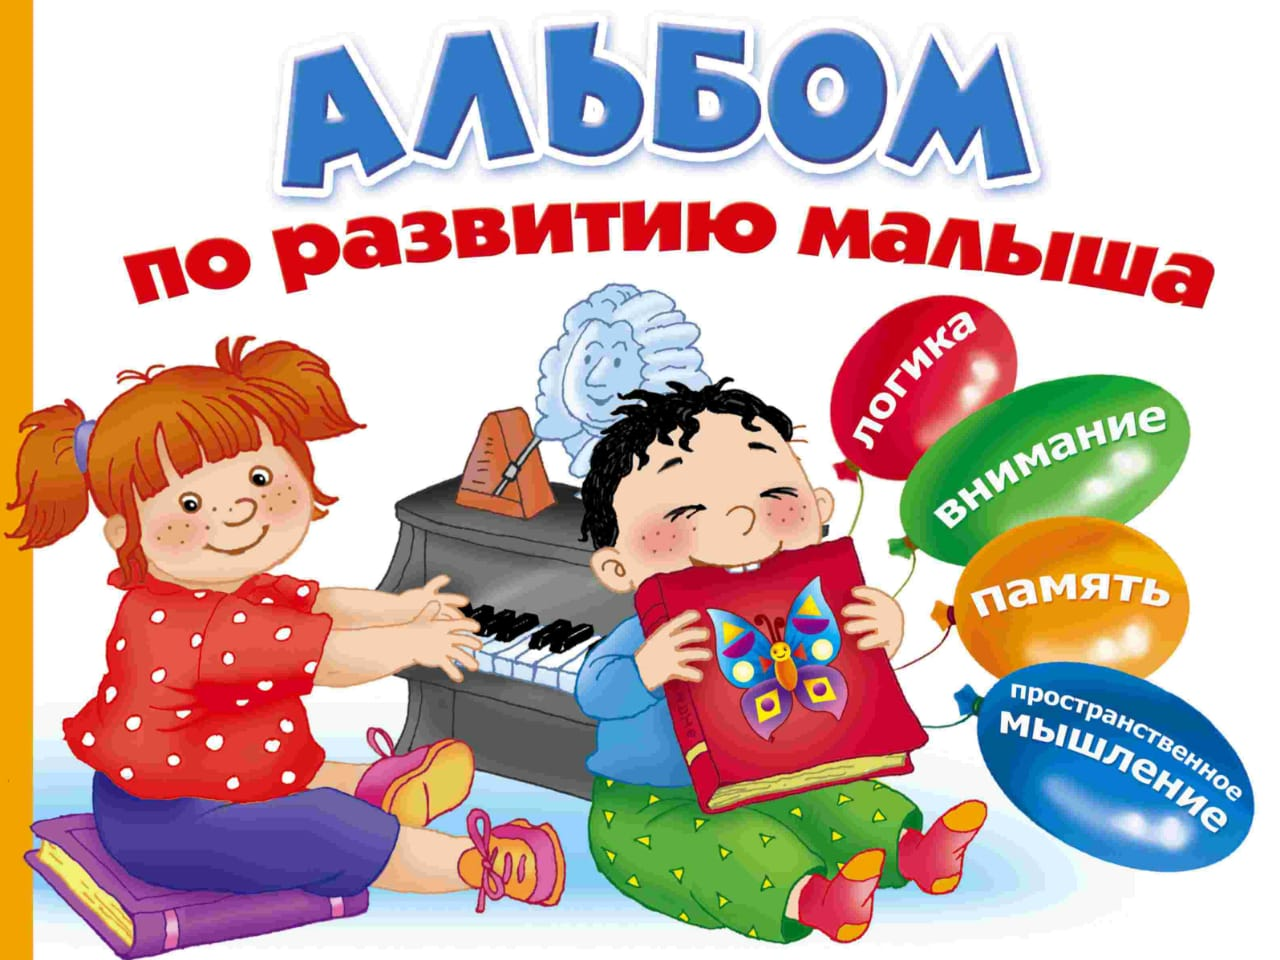 АЛЬБОМ
по развитию малыша
логика
внимание
память
пространственное
мышление